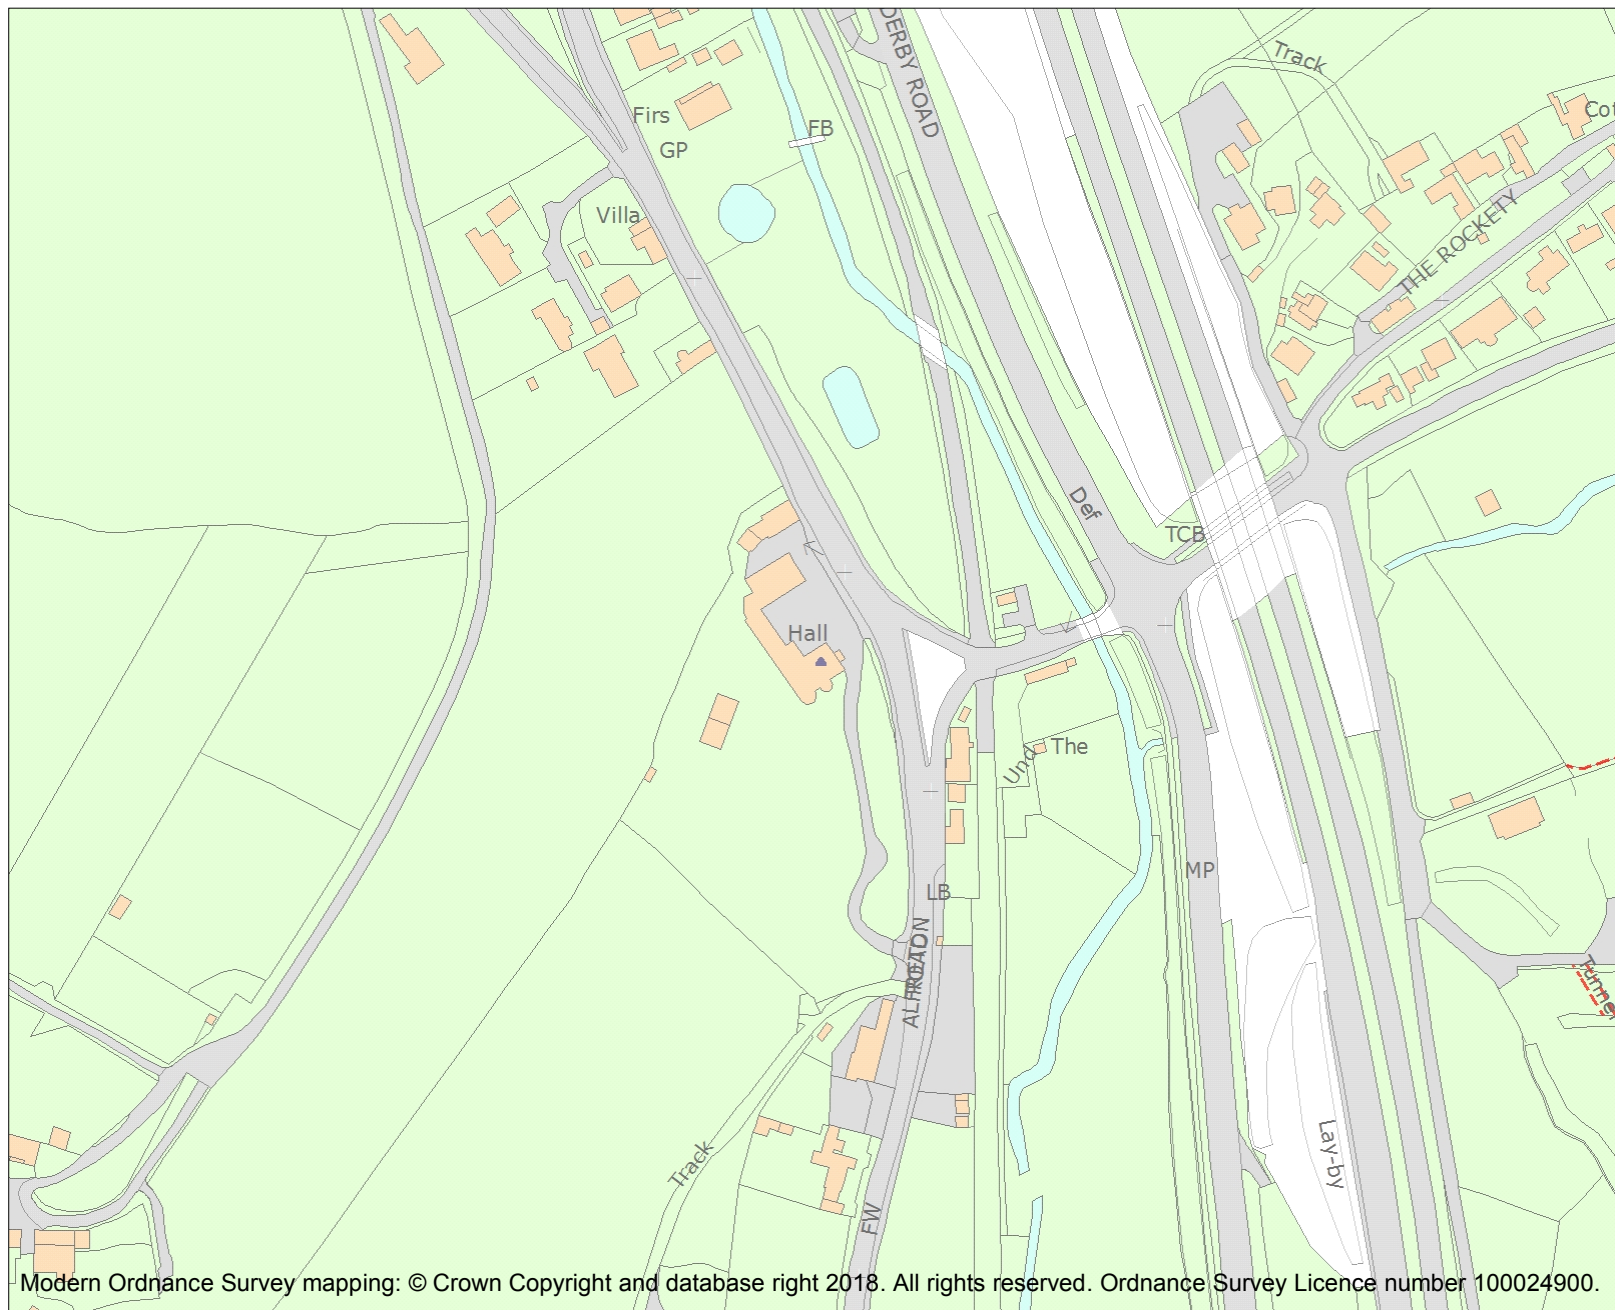 DERBY ROAD
Track
Firs
GP
FB
Cot
Villa
THE ROCKETY
Def
TCB
Hall
The
Und
MP
LB
ALFRETON
ROAD
Tunnel
Track
Lay-by
FW
Modern Ordnance Survey mapping: © Crown Copyright and database right 2018. All rights reserved. Ordnance Survey Licence number 100024900.